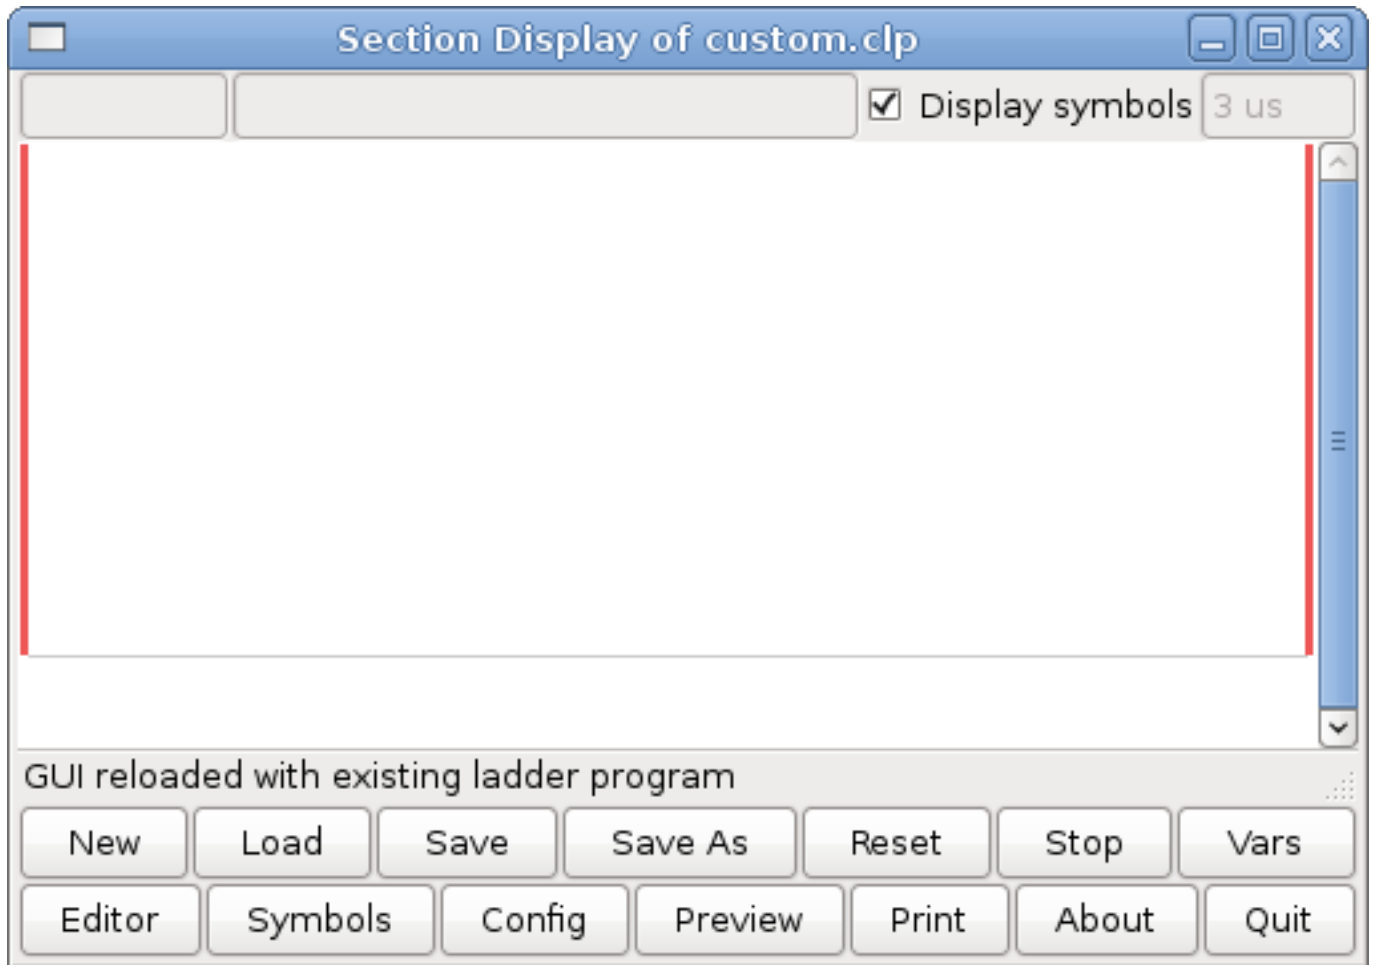 Section Display of custom.clp
Display symbols 3 us
GUI reloaded with existing ladder program
New Load Save Save As Reset Stop Vars
Editor Symbols Config Preview Print About Quit